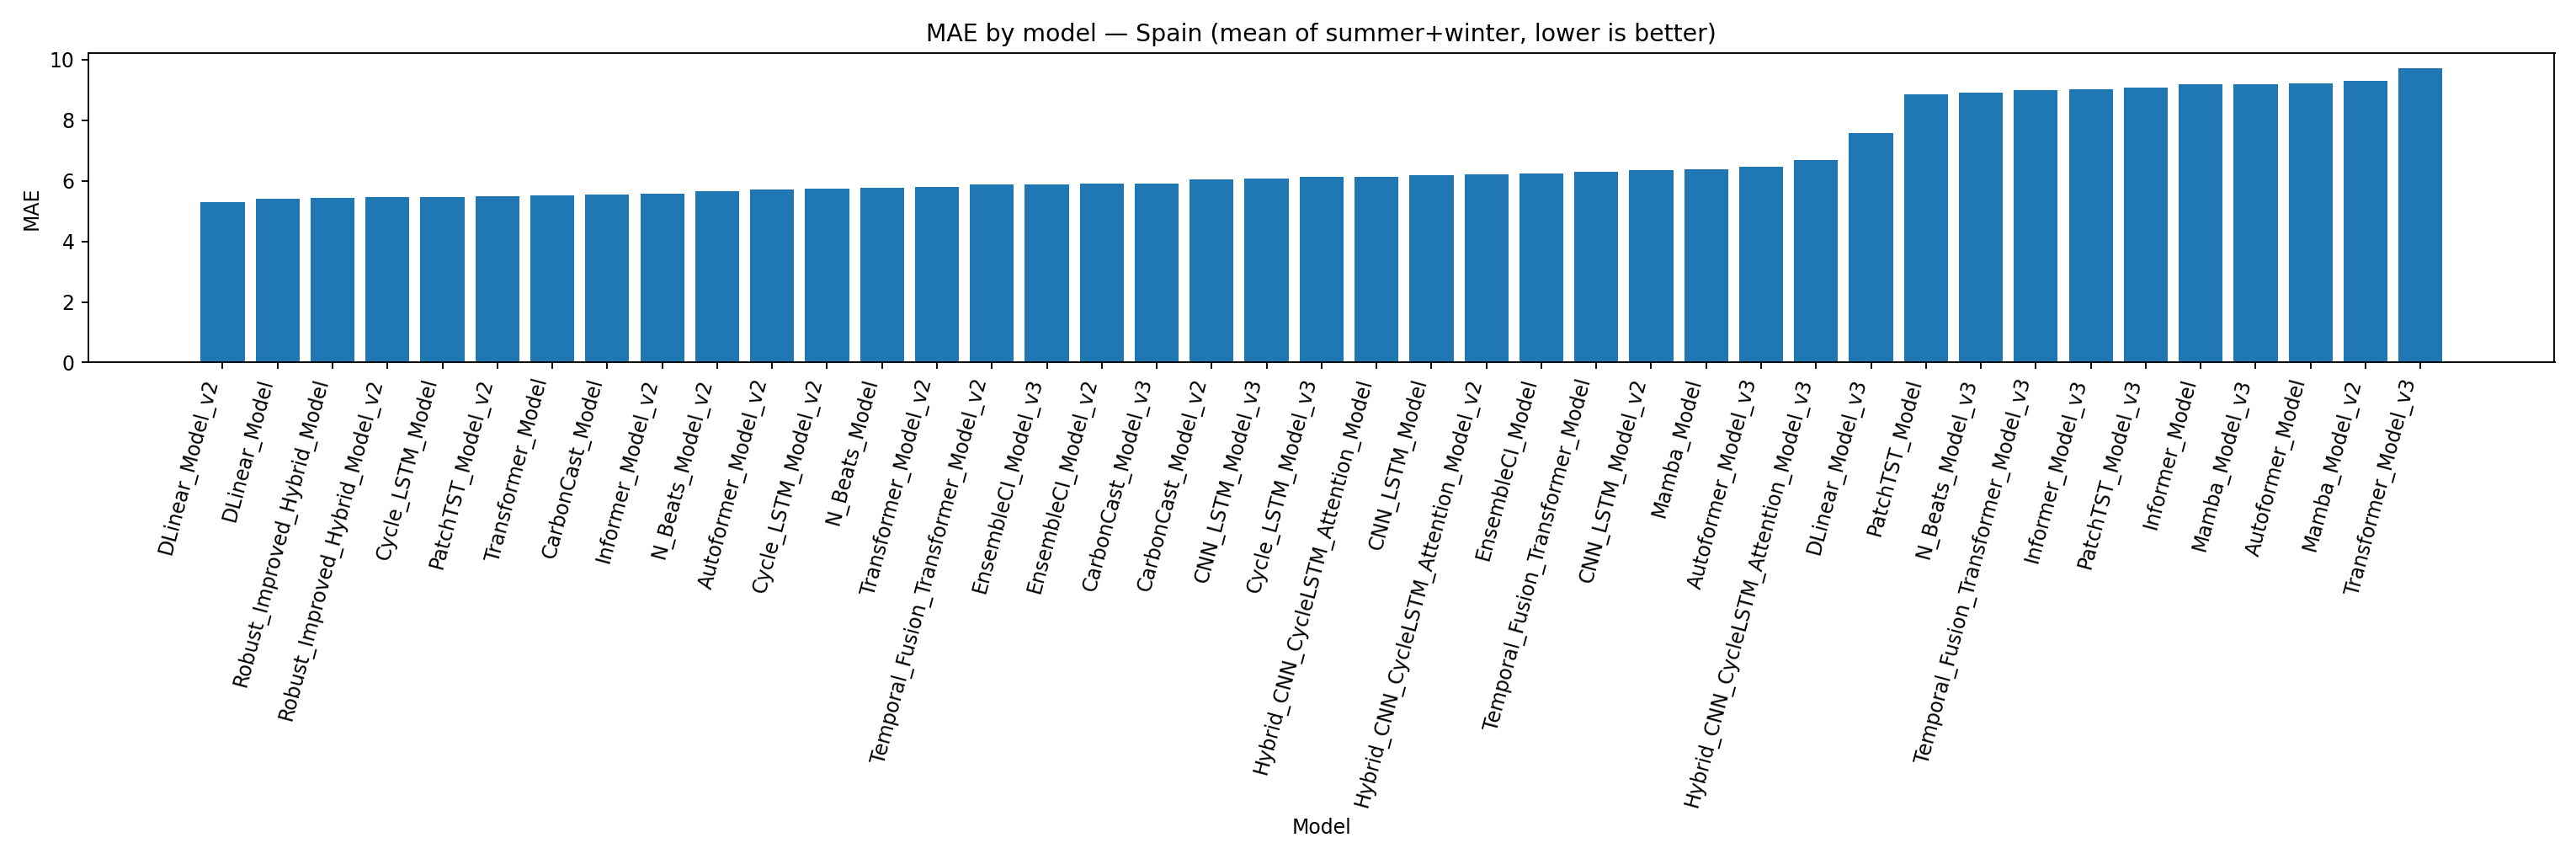 MAE by model — Spain (mean of summer+winter, lower is better)
MAE
10
8
6
4
2
0
DLinear_Model_v2
DLinear_Model
Robust_Improved_Hybrid_Model
Robust_Improved_Hybrid_Model_v2
Cycle_LSTM_Model
PatchTST_Model_v2
Transformer_Model
CarbonCast_Model
Informer_Model_v2
N_Beats_Model_v2
Autoformer_Model_v2
Cycle_LSTM_Model_v2
N_Beats_Model
Transformer_Model_v2
Temporal_Fusion_Transformer_Model_v2
EnsembleCI_Model_v3
EnsembleCI_Model_v2
CarbonCast_Model_v3
CarbonCast_Model_v2
CNN_LSTM_Model_v3
Cycle_LSTM_Model_v3
Hybrid_CNN_CycleLSTM_Attention_Model
CNN_LSTM_Model
Hybrid_CNN_CycleLSTM_Attention_Model_v2
EnsembleCI_Model
Temporal_Fusion_Transformer_Model
CNN_LSTM_Model_v2
Mamba_Model
Autoformer_Model_v3
Hybrid_CNN_CycleLSTM_Attention_Model_v3
DLinear_Model_v3
PatchTST_Model
N_Beats_Model_v3
Temporal_Fusion_Transformer_Model_v3
Informer_Model_v3
PatchTST_Model_v3
Informer_Model
Mamba_Model_v3
Autoformer_Model
Mamba_Model_v2
Transformer_Model_v3
Model